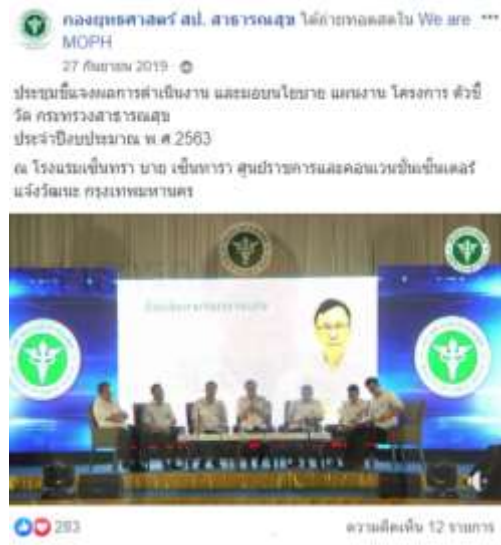 กองยุทธศาสตร์ สป. สาธารณสุข ได้ถ่ายทอดสดใน We are
MOPH
27 กันยายน 2019
ประชุมชี้แจงผลการดำเนินงาน และมอบนโยบาย แผนงาน โครงการ ตัวชี้
วัด กระทรวงสาธารณสุข
ประจำปีงบประมาณ พ.ศ.2563
ณ โรงแรมเซ็นทรา บาย เซ็นทารา ศูนย์ราชการและคอนเวนชั่นเซ็นเตอร์
แจ้งวัฒนะ กรุงเทพมหานคร
283
ความคิดเห็น 12 รายการ